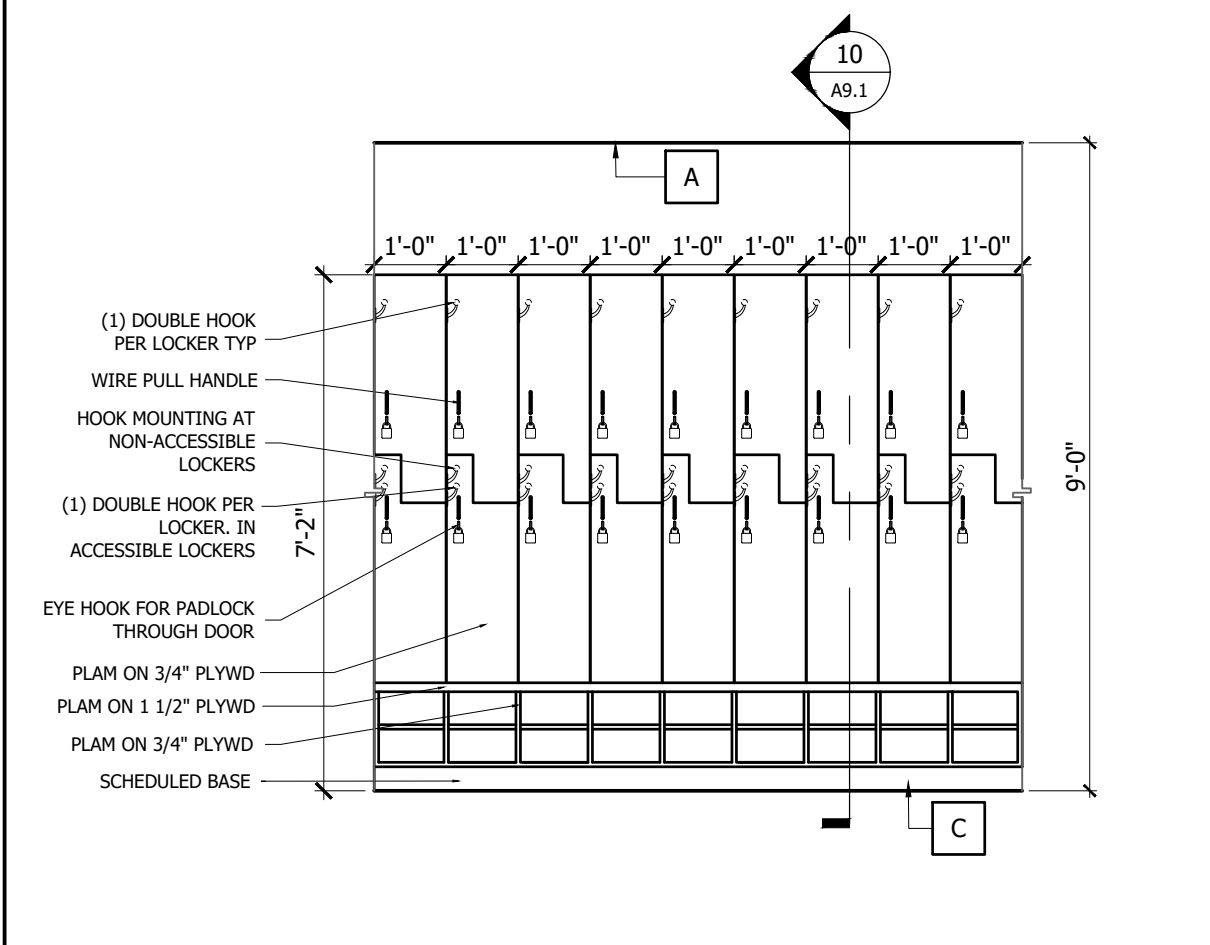 10
A9.1
A
1'-0" 1'-0" 1'-0" 1'-0" 1'-0" 1'-0" 1'-0" 1'-0" 1'-0"
(1) DOUBLE HOOK
PER LOCKER TYP
WIRE PULL HANDLE
HOOK MOUNTING AT
NON-ACCESSIBLE
LOCKERS
(1) DOUBLE HOOK PER
LOCKER. IN
ACCESSIBLE LOCKERS
7'-2"
9'-0"
EYE HOOK FOR PADLOCK
THROUGH DOOR
PLAM ON 3/4" PLYWD
PLAM ON 1 1/2" PLYWD
PLAM ON 3/4" PLYWD
SCHEDULED BASE
C